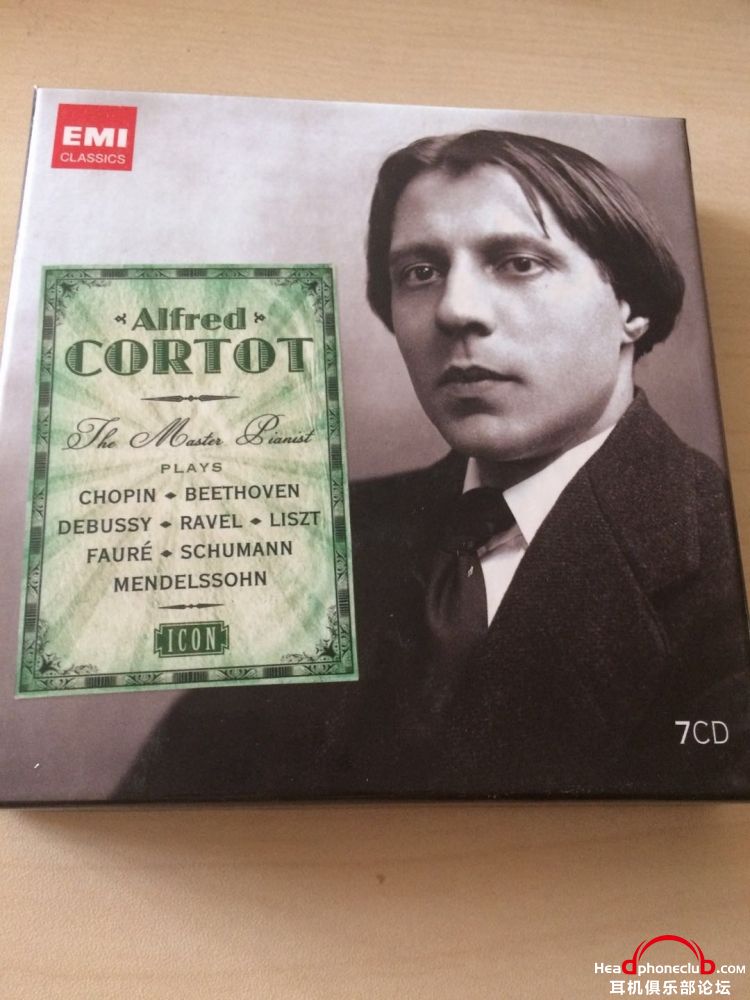 EMI
CLASSICS
Alfred
CORTOT
The Master Pianist
PLAYS
CHOPIN ◆ BEETHOVEN
DEBUSSY ◆ RAVEL ◆ LISZT
FAURÉ ◆ SCHUMANN
MENDELSSOHN
ICON
7CD
HeadphoneclubD.com
耳机俱乐部论坛